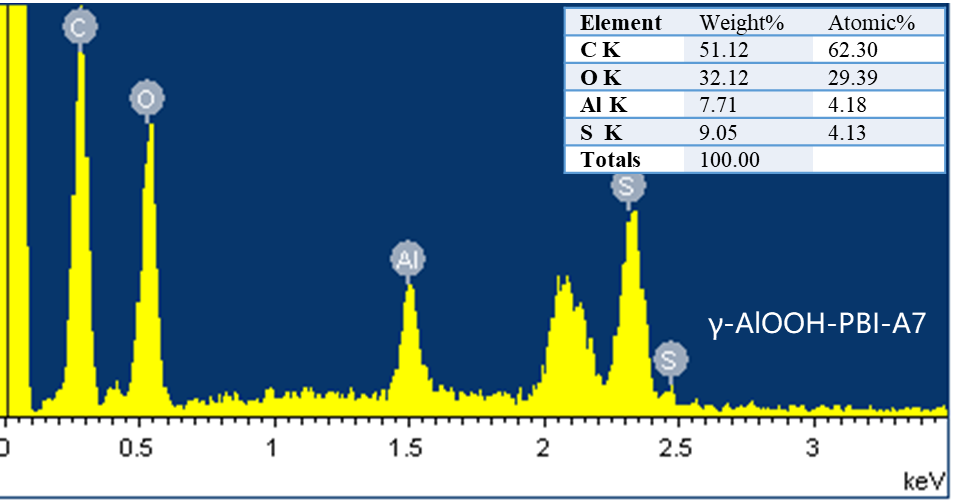 C
O
Al
S
S
Element Weight% Atomic%
C K 51.12 62.30
O K 32.12 29.39
Al K 7.71 4.18
S K 9.05 4.13
Totals 100.00
γ-AlOOH-PBI-A7
0 0.5 1 1.5 2 2.5 3
keV